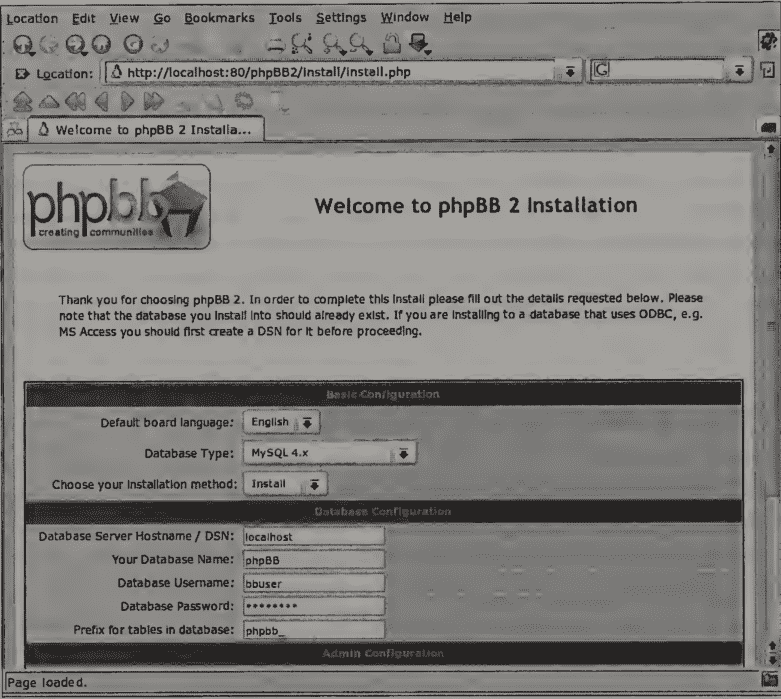 Location Edit View Go Bookmarks Tools Settings Window Help
Location: http://localhost:80/phpBB2/install/install.php
G
Welcome to phpBB 2 Installa...
phpbb
creating communities
Welcome to phpBB 2 Installation
Thank you for choosing phpBB 2. In order to complete this install please fill out the details requested below. Please
note that the database you install into should already exist. If you are installing to a database that uses ODBC, e.g.
MS Access you should first create a DSN for it before proceeding.
Basic Configuration
Default board language: English
Database Type: MySQL 4.x
Choose your installation method: Install
Database Configuration
Database Server Hostname / DSN: localhost
Your Database Name: phpBB
Database Username: bbuser
Database Password: ********
Prefix for tables in database: phpbb_
Admin Configuration
Page loaded.